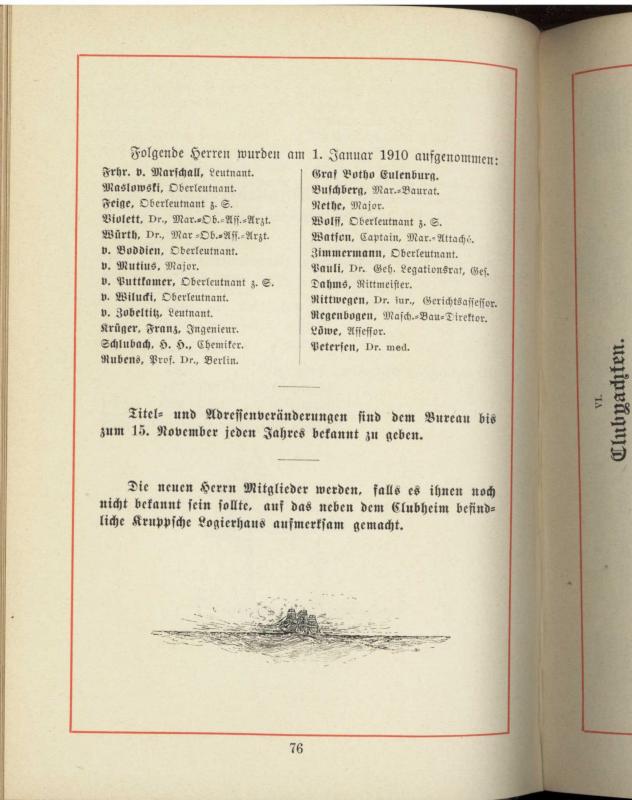 Folgende Herren wurden am 1. Januar 1910 aufgenommen:
Frhr. v. Marschall, Leutnant.
Maslowski, Oberleutnant.
Feige, Oberleutnant z. S.
Violett, Dr., Mar.-Ob.-Ass.-Arzt.
Würth, Dr., Mar.-Ob.-Ass.-Arzt.
v. Boddien, Oberleutnant.
v. Mutius, Major.
v. Puttkamer, Oberleutnant z. S.
v. Wilucki, Oberleutnant.
v. Zobeltitz, Leutnant.
Krüger, Franz, Ingenieur.
Schlubach, H. H., Chemiker.
Rubens, Prof. Dr., Berlin.
Graf Botho Eulenburg.
Buschberg, Mar.-Baurat.
Nethe, Major.
Wolff, Oberleutnant z. S.
Watson, Captain, Mar.-Attaché.
Zimmermann, Oberleutnant.
Pauli, Dr. Geh. Legationsrat, Ges.
Dahms, Rittmeister.
Rittwegen, Dr. iur., Gerichtsassessor.
Regenbogen, Masch.-Bau-Direktor.
Löwe, Assessor.
Petersen, Dr. med.
Titel- und Adressenveränderungen sind dem Bureau bis
zum 15. November jeden Jahres bekannt zu geben.
Die neuen Herrn Mitglieder werden, falls es ihnen noch
nicht bekannt sein sollte, auf das neben dem Clubheim befind-
liche Kruppsche Logierhaus aufmerksam gemacht.
76
VI.
Clubyachten.